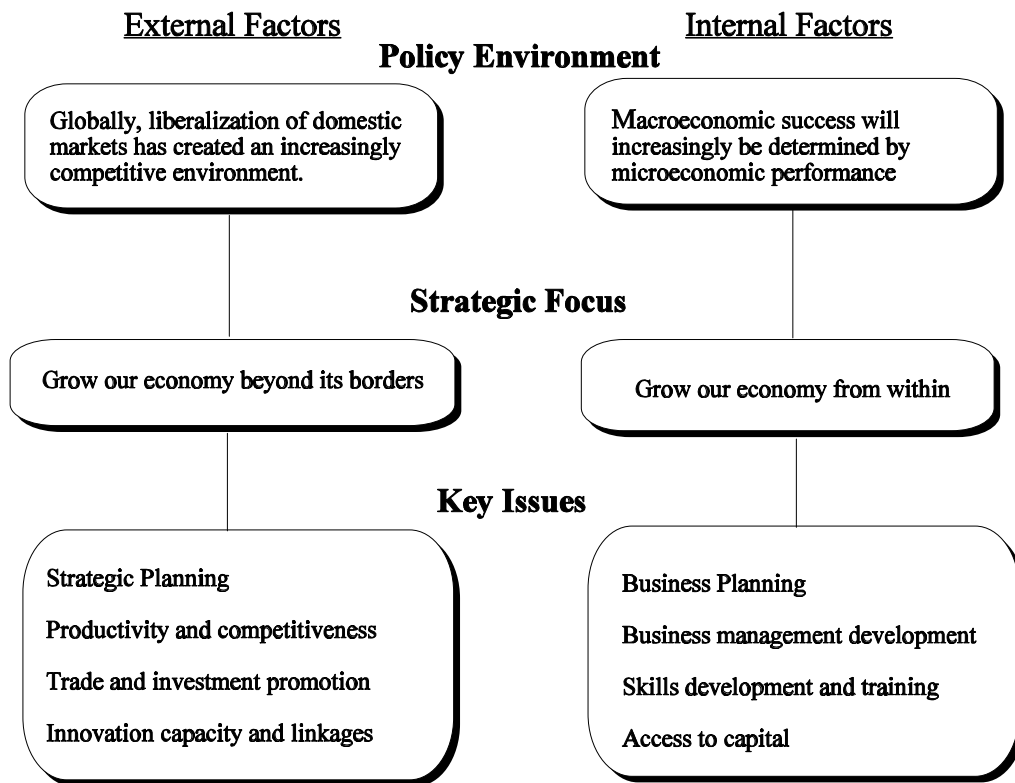 External Factors
Internal Factors
Policy Environment
Globally, liberalization of domestic
markets has created an increasingly
competitive environment.
Macroeconomic success will
increasingly be determined by
microeconomic performance
Strategic Focus
Grow our economy beyond its borders
Grow our economy from within
Key Issues
Strategic Planning
Productivity and competitiveness
Trade and investment promotion
Innovation capacity and linkages
Business Planning
Business management development
Skills development and training
Access to capital